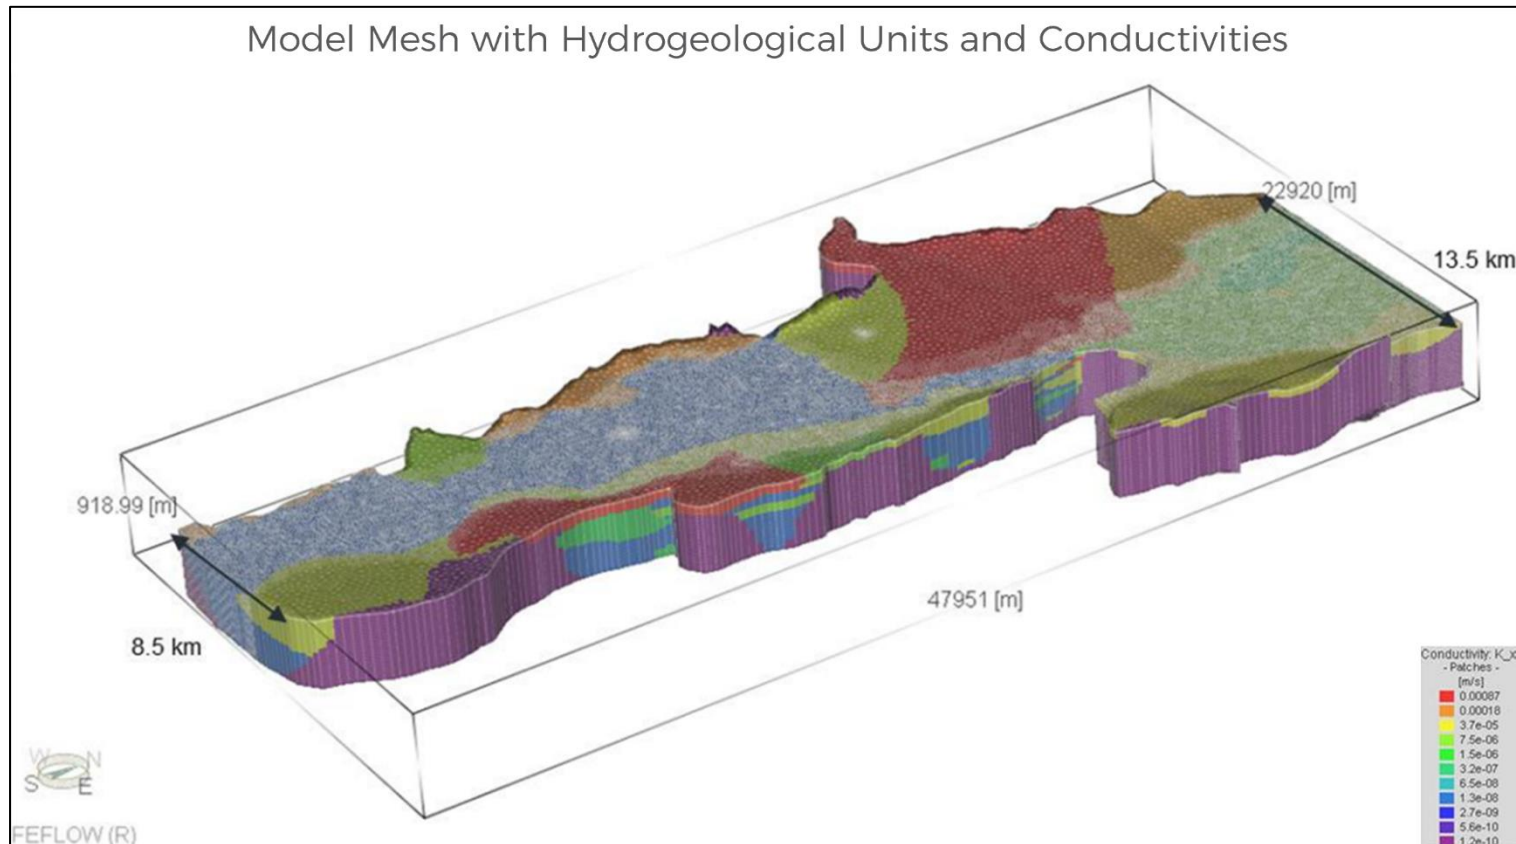 Model Mesh with Hydrogeological Units and Conductivities
22920 [m]
13.5 km
918.99 [m]
8.5 km
47951 [m]
Conductivity: K_x
- Patches -
[m/s]
0.00087
0.00018
3.7e-05
7.5e-06
1.5e-06
3.2e-07
6.5e-08
1.3e-08
2.7e-09
5.6e-10
1.2e-10
W N
S E
FEFLOW (R)